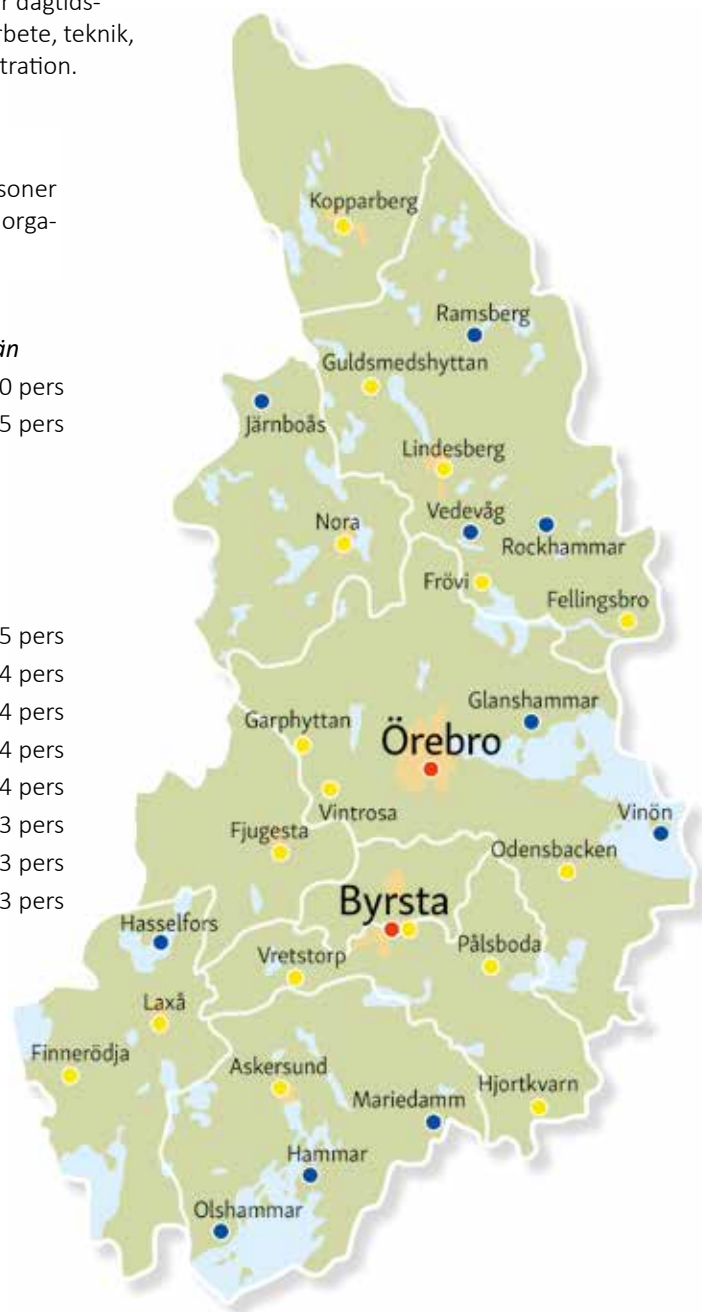 r dagtids-
rbete, teknik,
tration.
soner
orga-
än
0 pers
5 pers
5 pers
4 pers
4 pers
4 pers
4 pers
3 pers
3 pers
3 pers
Kopparberg
Ramsberg
Guldsmedshyttan
Järnboås
Lindesberg
Vedevåg
Nora
Rockhammar
Frövi
Fellingsbro
Glanshammar
Garphyttan
Örebro
Vintrosa
Vinön
Fjugesta
Odensbacken
Byrsta
Hasselfors
Pålsboda
Vretstorp
Laxå
Finnerödja
Askersund
Hjortkvarn
Mariedamm
Hammar
Olshammar